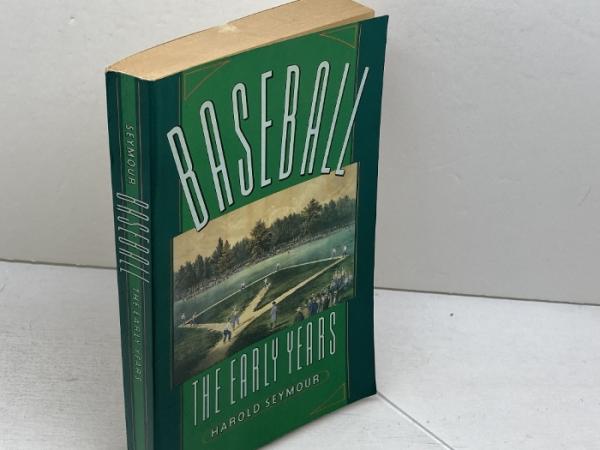 BASEBALL
THE EARLY YEARS
HAROLD SEYMOUR
SEYMOUR BASEBALL THE EARLY YEARS